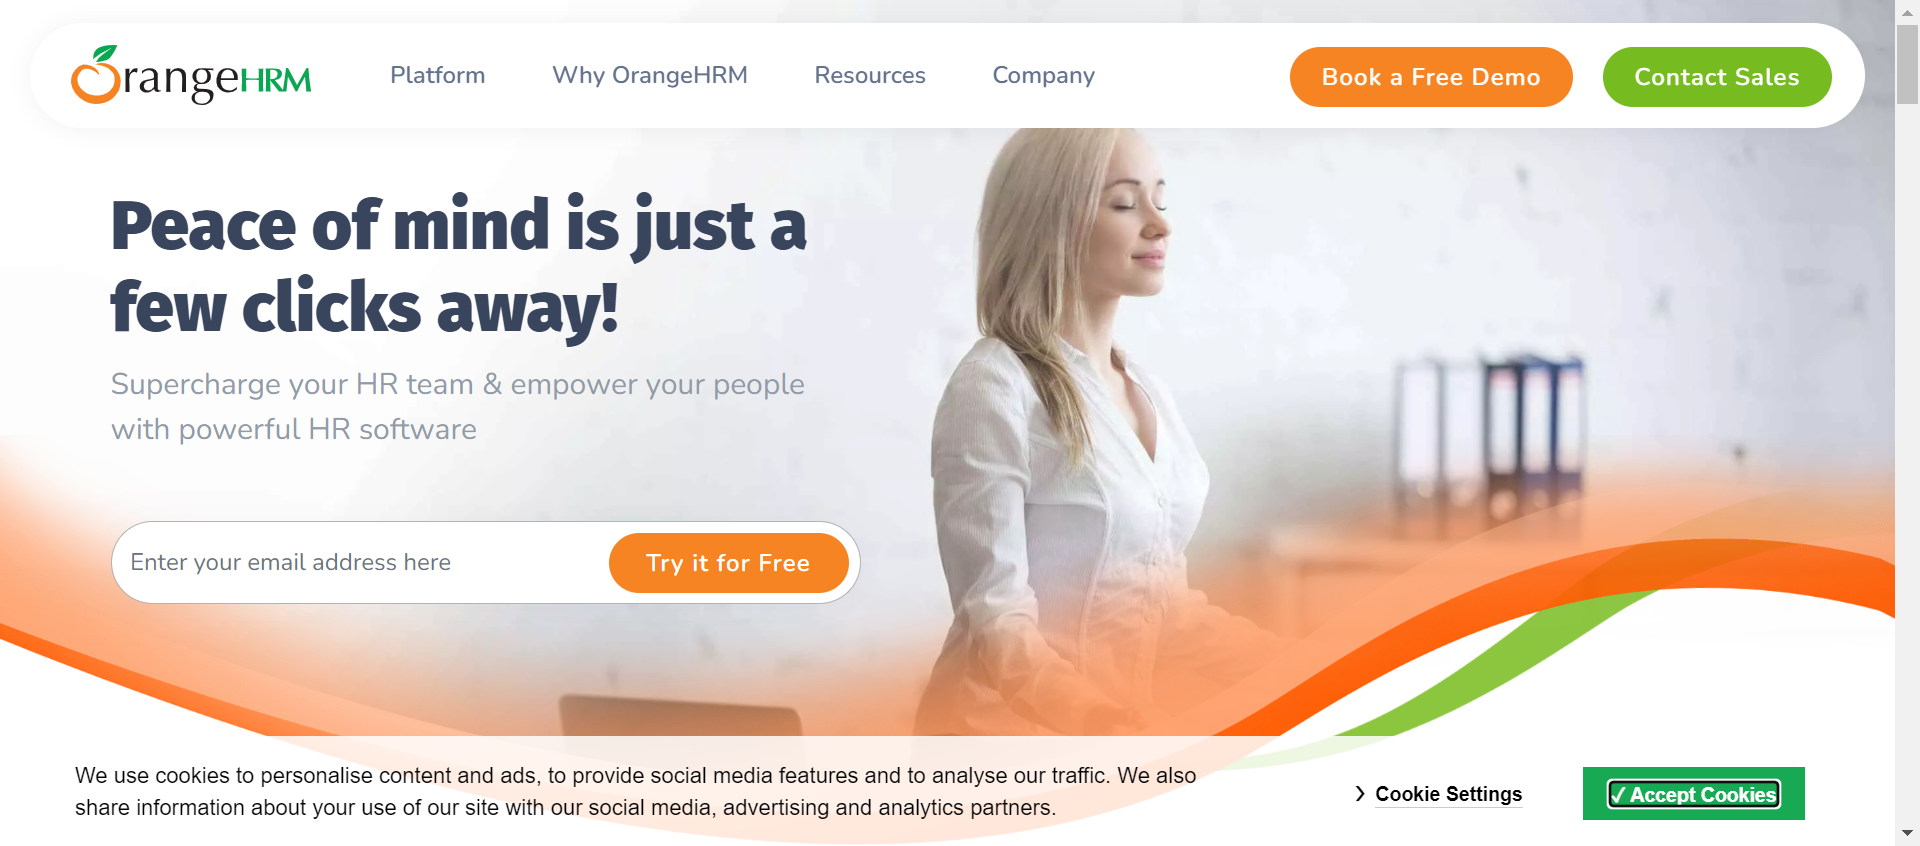 OrangeHRM
Platform
Why OrangeHRM
Resources
Company
Book a Free Demo
Contact Sales
Peace of mind is just a
few clicks away!
Supercharge your HR team & empower your people
with powerful HR software
Enter your email address here
Try it for Free
We use cookies to personalise content and ads, to provide social media features and to analyse our traffic. We also
share information about your use of our site with our social media, advertising and analytics partners.
Cookie Settings
✓ Accept Cookies